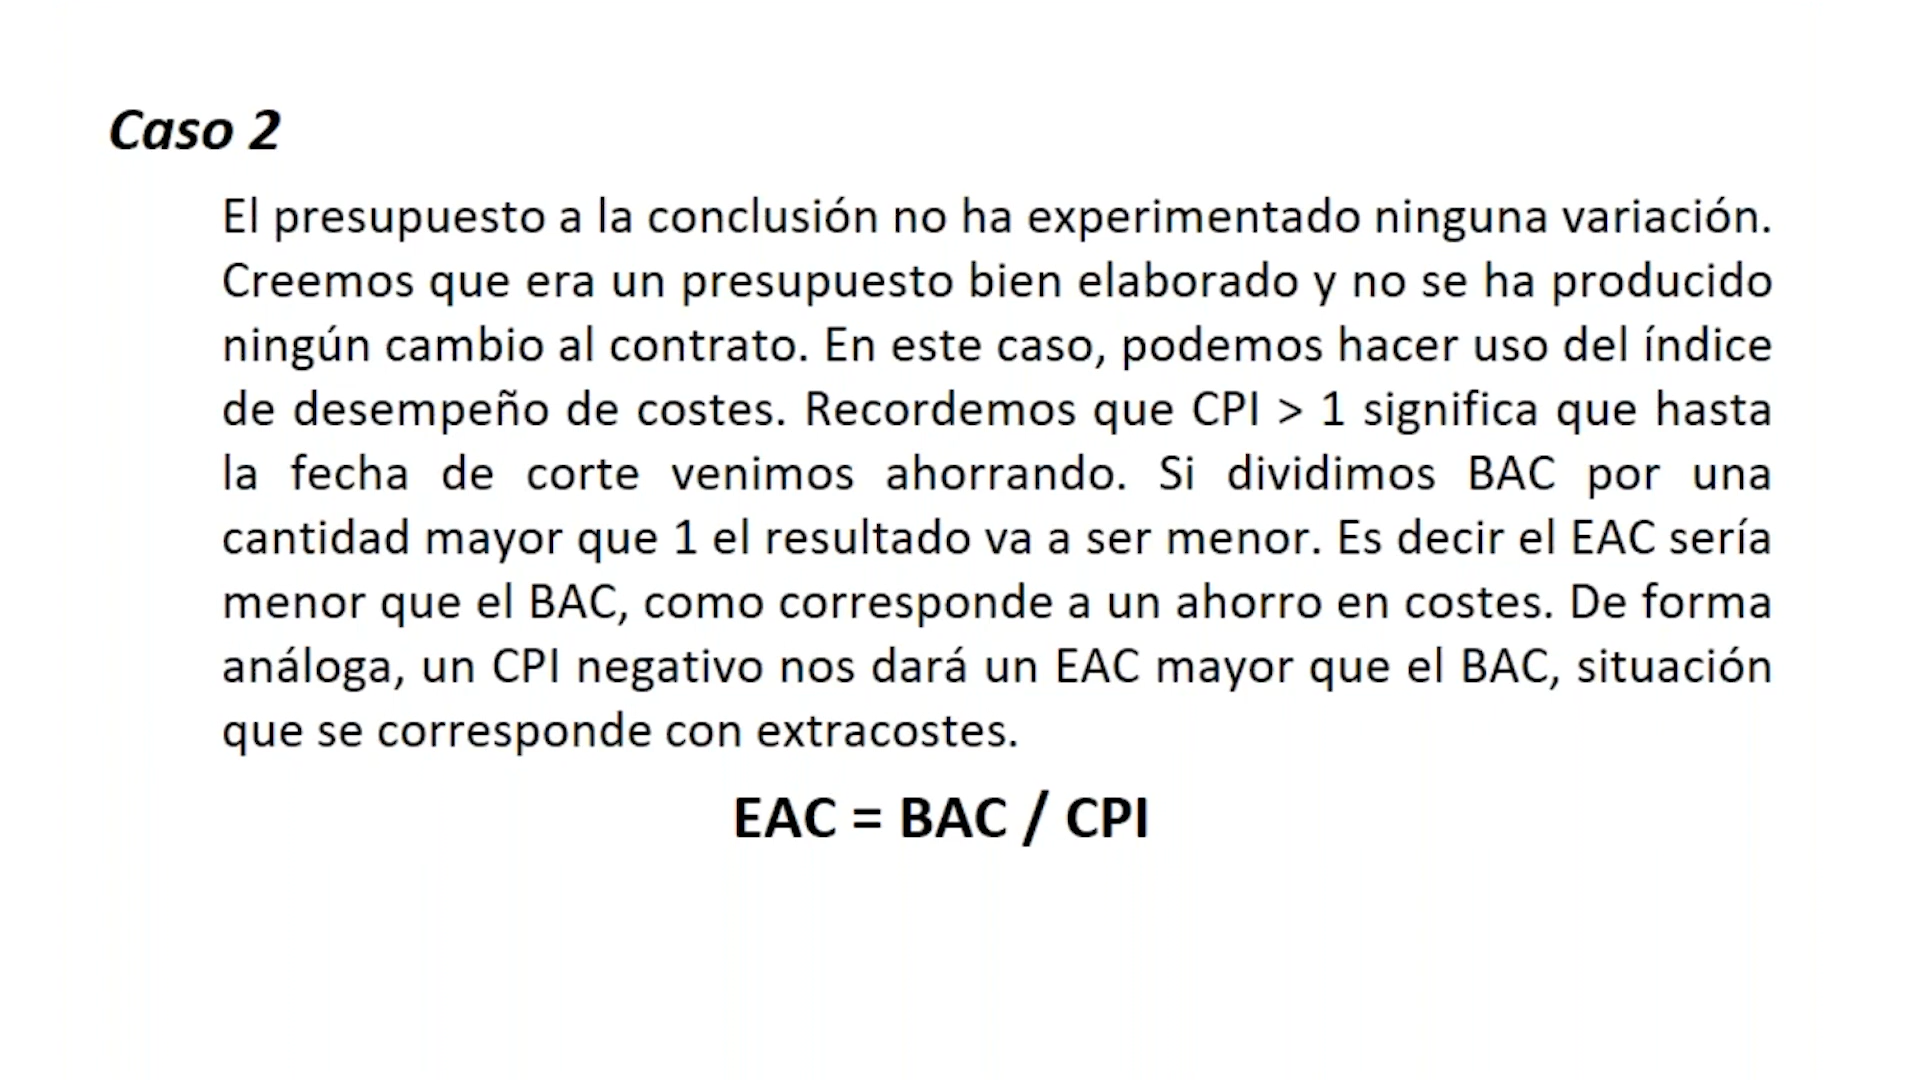 Caso 2
El presupuesto a la conclusión no ha experimentado ninguna variación.
Creemos que era un presupuesto bien elaborado y no se ha producido
ningún cambio al contrato. En este caso, podemos hacer uso del índice
de desempeño de costes. Recordemos que CPI > 1 significa que hasta
la fecha de corte venimos ahorrando. Si dividimos BAC por una
cantidad mayor que 1 el resultado va a ser menor. Es decir el EAC sería
menor que el BAC, como corresponde a un ahorro en costes. De forma
análoga, un CPI negativo nos dará un EAC mayor que el BAC, situación
que se corresponde con extracostes.
EAC = BAC / CPI